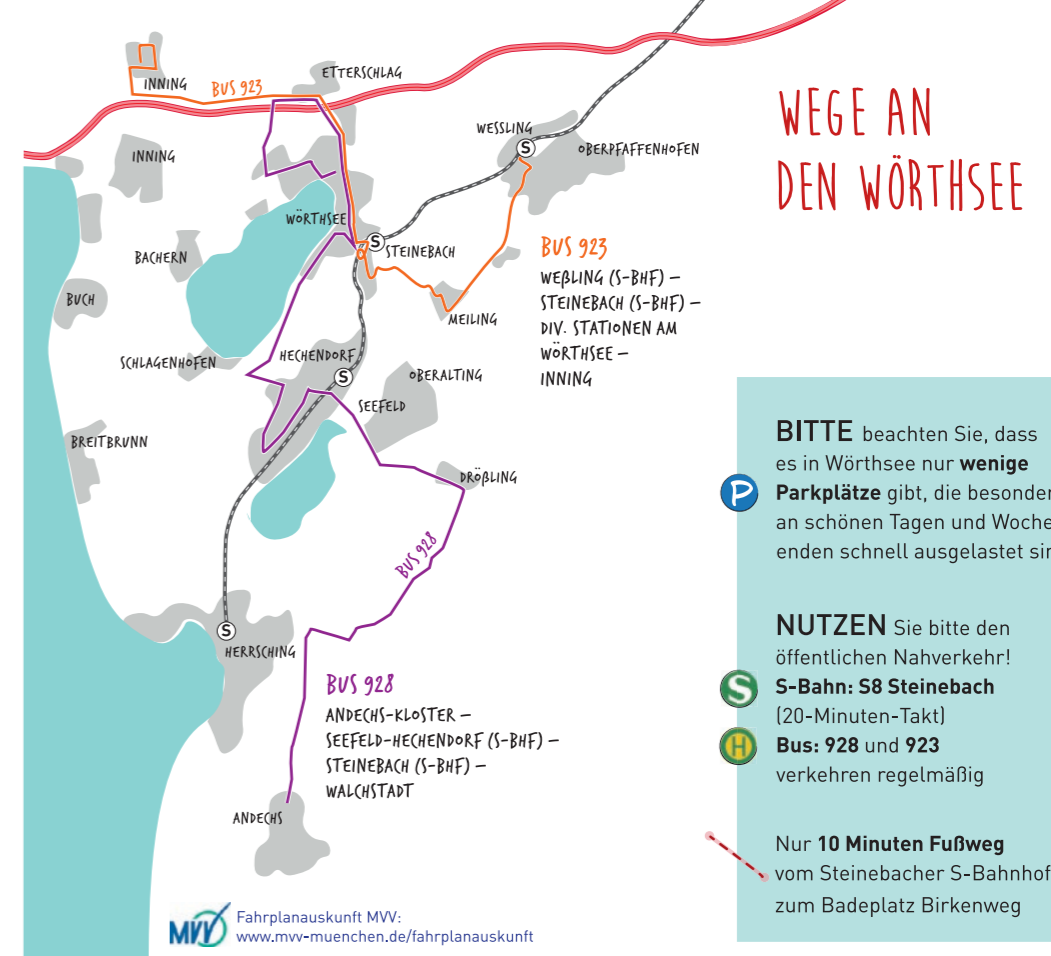 INNING
BUS 923
ETTERSCHLAG
INNING
WESSLING
S
OBERPFAFFENHOFEN
WEGE AN
DEN WÖRTHSEE
WÖRTHSEE
S
STEINEBACH
BACHERN
BUCH
MEILING
BUS 923
WEßLING (S-BHF) –
STEINEBACH (S-BHF) –
DIV. STATIONEN AM
WÖRTHSEE –
INNING
SCHLAGENHOFEN
HECHENDORF
S
OBERALTING
SEEFELD
BREITBRUNN
DRÖßLING
BUS 928
S
HERRSCHING
BUS 928
ANDECHS-KLOSTER –
SEEFELD-HECHENDORF (S-BHF) –
STEINEBACH (S-BHF) –
WALCHSTADT
ANDECHS
MVV
Fahrplanauskunft MVV:
www.mvv-muenchen.de/fahrplanauskunft
BITTE beachten Sie, dass
es in Wörthsee nur wenige
P Parkplätze gibt, die besonder
an schönen Tagen und Woche
enden schnell ausgelastet sin
NUTZEN Sie bitte den
öffentlichen Nahverkehr!
S S-Bahn: S8 Steinebach
(20-Minuten-Takt)
H Bus: 928 und 923
verkehren regelmäßig
Nur 10 Minuten Fußweg
vom Steinebacher S-Bahnhof
zum Badeplatz Birkenweg